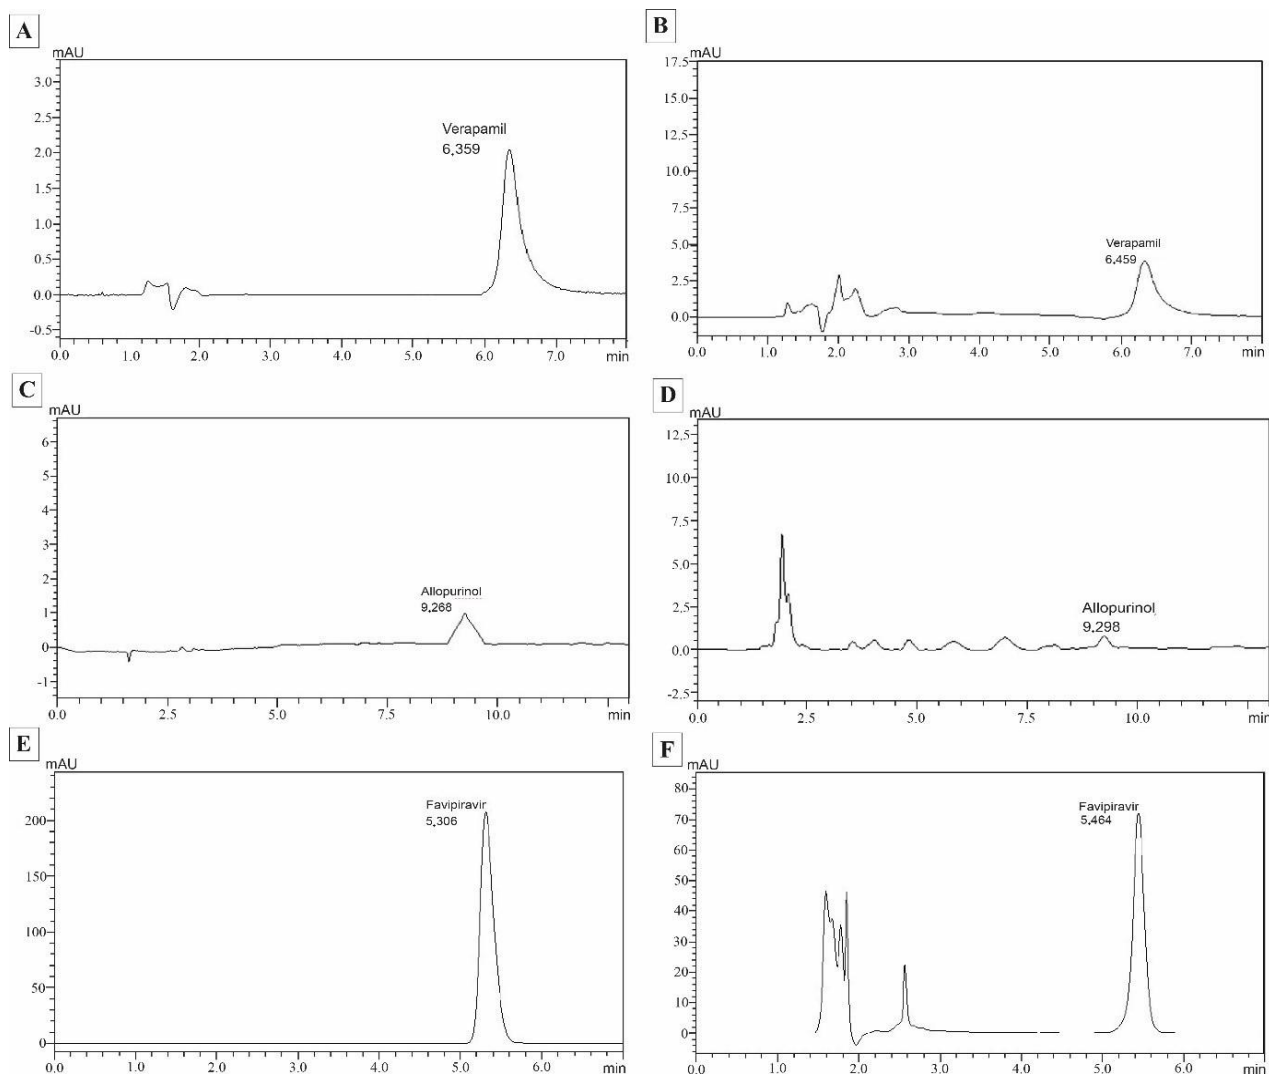 A
mAU
3.0
2.5
2.0
1.5
1.0
0.5
0.0
-0.5
Verapamil
6.359
0.0 1.0 2.0 3.0 4.0 5.0 6.0 7.0 min
B
mAU
17.5
15.0
12.5
10.0
7.5
5.0
2.5
0.0
Verapamil
6.459
0.0 1.0 2.0 3.0 4.0 5.0 6.0 7.0 min
C
mAU
6
5
4
3
2
1
0
-1
Allopurinol
9.268
0.0 2.5 5.0 7.5 10.0 min
D
mAU
12.5
10.0
7.5
5.0
2.5
0.0
-2.5
Allopurinol
9.298
0.0 2.5 5.0 7.5 10.0 min
E
mAU
200
150
100
50
0
Favipiravir
5.306
0.0 1.0 2.0 3.0 4.0 5.0 6.0 min
F
mAU
80
70
60
50
40
30
20
10
0
Favipiravir
5.464
0.0 1.0 2.0 3.0 4.0 5.0 6.0 min